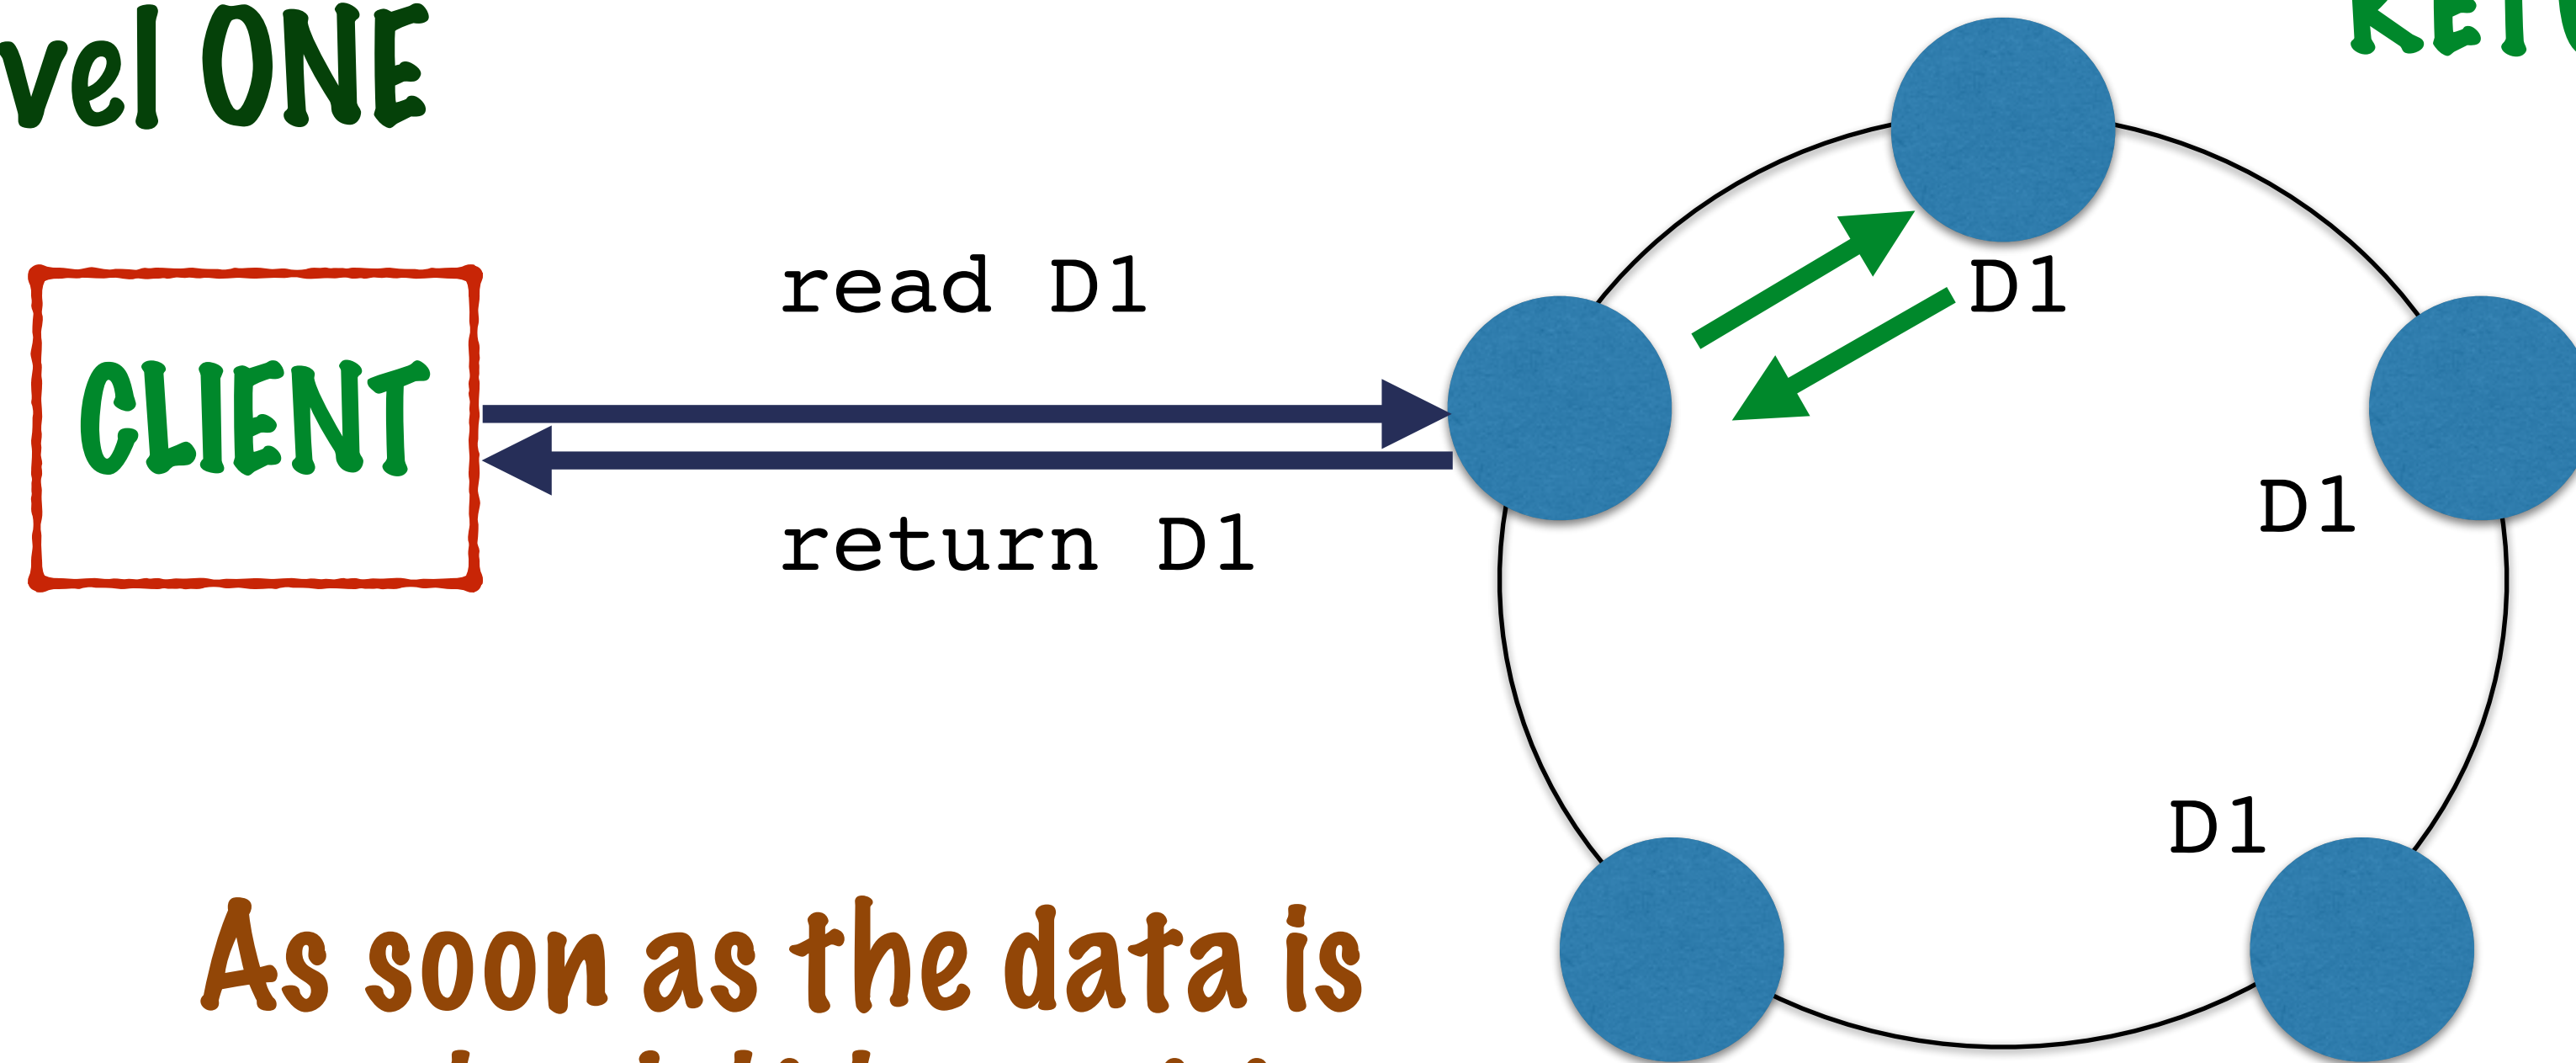 vel ONE
read D1
CLIENT
return D1
D1
D1
D1
As soon as the data is